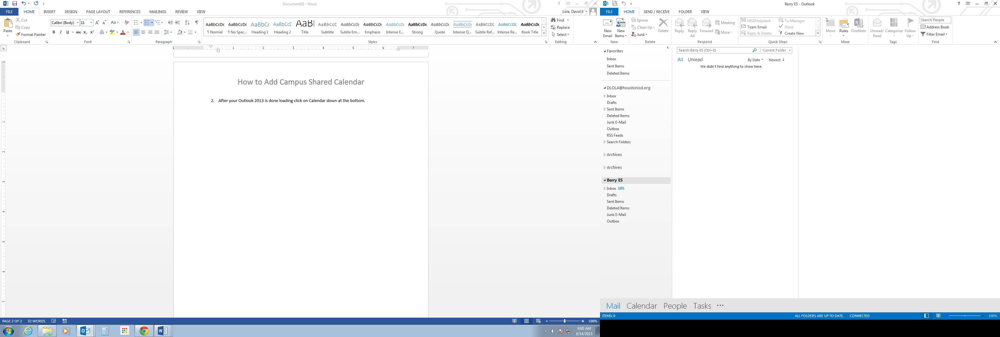 Document18 - Word
FILE HOME INSERT DESIGN PAGE LAYOUT REFERENCES MAILINGS REVIEW VIEW
Lola, David E
Paste
Cut
Copy
Format Painter
Clipboard
Calibri (Body) 11
Font
Paragraph
AaBbCcDc AaBbCcDc AaBbC( AaBbCcD AaB AaBbCcD AaBbCcDc AaBbCcDc AaBbCcDc AaBbCcDc AaBbCcDc AaBbCcDc AABBCCDD AABBCCDD AaBbCcDc
¶ Normal ¶ No Spac... Heading 1 Heading 2 Title Subtitle Subtle Em... Emphasis Intense E... Strong Quote Intense Q... Subtle Ref... Intense Re... Book Title
Styles
Find
Replace
Select
Editing
How to Add Campus Shared Calendar
2. After your Outlook 2013 is done loading click on Calendar down at the bottom.
PAGE 2 OF 2 32 WORDS
100%
9:00 AM
8/14/2015
Berry ES - Outlook
FILE HOME SEND / RECEIVE FOLDER VIEW
New Email
New Items
New
Ignore
Clean Up
Junk
Delete
Delete
Reply
Reply All
Forward
Meeting
More
Respond
HISDHelpdesk
Team Email
Reply & Delete
To Manager
Done
Create New
Quick Steps
Move
Rules
OneNote
Move
Unread/ Read
Categorize
Follow Up
Tags
Search People
Address Book
Filter Email
Find
Favorites
Inbox
Sent Items
Deleted Items
DLOLA@houstonisd.org
Inbox
Drafts
Sent Items
Deleted Items
Junk E-Mail
Outbox
RSS Feeds
Search Folders
Archives
Archives
Berry ES
Inbox 105
Drafts
Sent Items
Deleted Items
Junk E-Mail
Outbox
Search Berry ES (Ctrl+E) Current Folder
All Unread By Date Newest
We didn't find anything to show here.
Mail Calendar People Tasks ...
ITEMS: 0 ALL FOLDERS ARE UP TO DATE. CONNECTED 100%